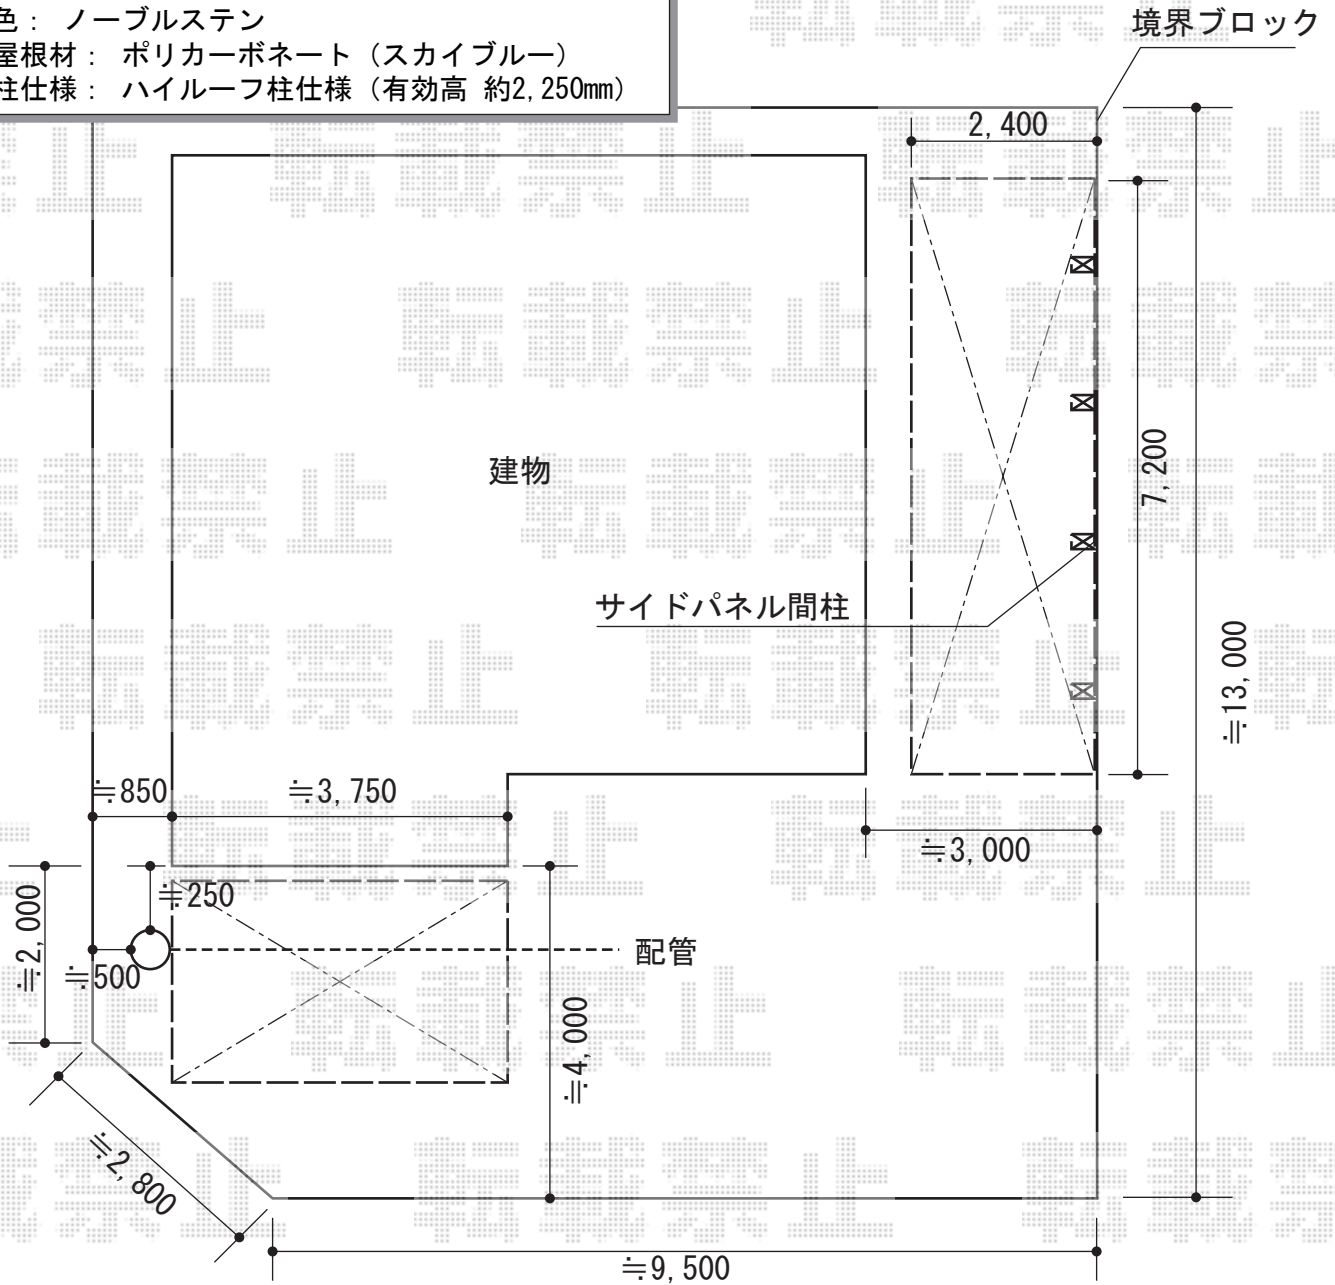 色： ノーブルステン
屋根材： ポリカーボネート（スカイブルー）
柱仕様： ハイルーフ柱仕様（有効高 約2,250mm）
境界ブロック
2,400
7,200
建物
サイドパネル間柱
≒13,000
≒850
≒3,750
≒3,000
≒250
≒2,000
≒500
配管
≒4,000
≒2,800
≒9,500
転載禁止